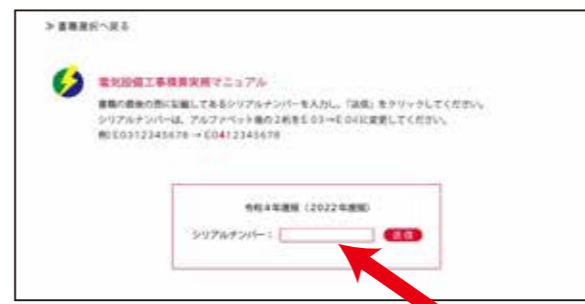 ≫ 書籍選択へ戻る
電気設備工事積算実務マニュアル
書籍の最後の頁に記載してあるシリアルナンバーを入力し、「送信」をクリックしてください。
シリアルナンバーは、アルファベット後の2桁をE 03→E 04に変更してください。
例) E0312345678 → E0412345678
令和4年度版（2022年度版）
シリアルナンバー：
送信